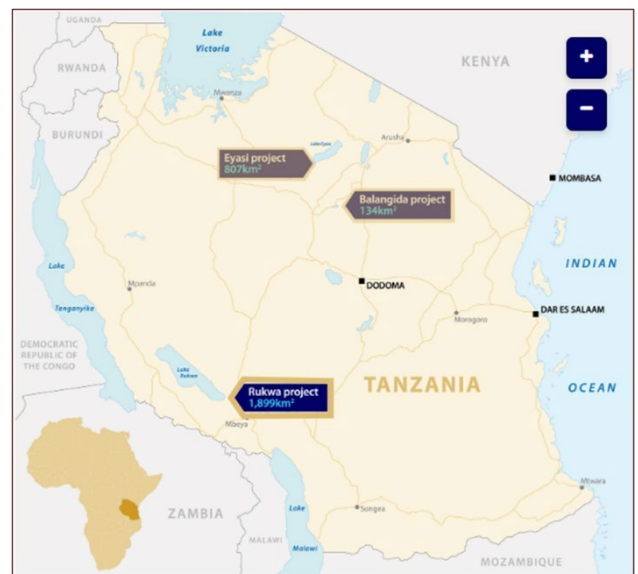 UGANDA
Lake
Victoria
RWANDA
KENYA
+
Mwanza
BURUNDI
Arusha
Lake Eyasi
Eyasi project
807km²
−
MOMBASA
Balangida project
134km²
INDIAN
Lake
Tanganyika
Mpanda
DODOMA
DAR ES SALAAM
Morogoro
DEMOCRATIC
REPUBLIC OF
THE CONGO
Lake
Rukwa
Rukwa project
1,899km²
TANZANIA
OCEAN
Mbeya
Mtwara
ZAMBIA
Lake
Malawi
Songea
MALAWI
MOZAMBIQUE